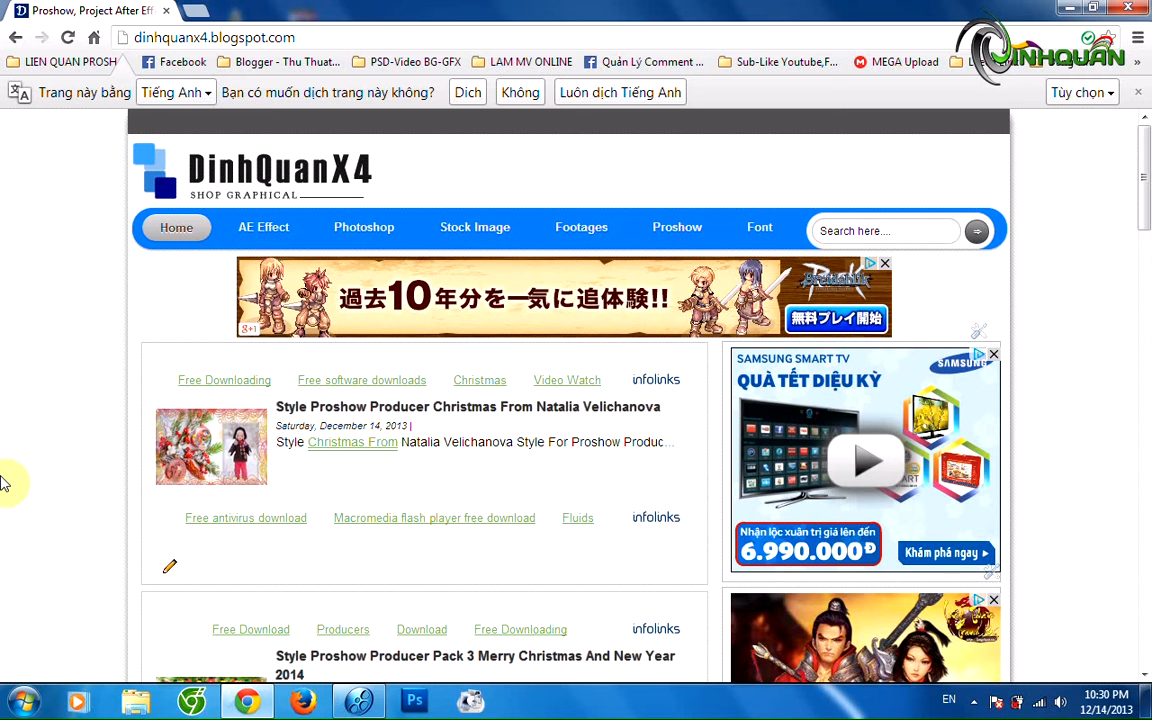 Proshow, Project After Eff
dinhquanx4.blogspot.com
LIEN QUAN PROSH
Facebook
Blogger - Thu Thuat...
PSD-Video BG-GFX
LAM MV ONLINE
Quản Lý Comment ...
Sub-Like Youtube,F...
MEGA Upload
INHQUÂN
Trang này bằng
Tiếng Anh
Bạn có muốn dịch trang này không?
Dịch
Không
Luôn dịch Tiếng Anh
Tùy chọn
DinhQuanX4
SHOP GRAPHICAL
Home
AE Effect
Photoshop
Stock Image
Footages
Proshow
Font
Search here....
過去10年分を一気に追体験!!
無料プレイ開始
g+1
Free Downloading
Free software downloads
Christmas
Video Watch
infolinks
Style Proshow Producer Christmas From Natalia Velichanova
Saturday, December 14, 2013 |
Style Christmas From Natalia Velichanova Style For Proshow Produc...
Free antivirus download
Macromedia flash player free download
Fluids
infolinks
SAMSUNG SMART TV
SAMSUNG
QUÀ TẾT DIỆU KỲ
Nhận lộc xuân trị giá lên đến
6.990.000Đ
Khám phá ngay
Free Download
Producers
Download
Free Downloading
infolinks
Style Proshow Producer Pack 3 Merry Christmas And New Year
2014
Ps
EN
10:30 PM
12/14/2013